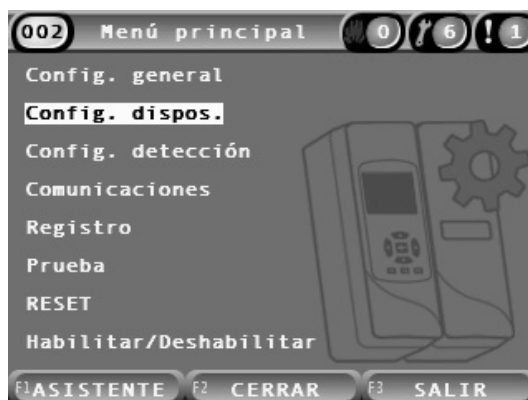 002 Menú principal 0 6 ! 1
Config. general
Config. dispos.
Config. detección
Comunicaciones
Registro
Prueba
RESET
Habilitar/Deshabilitar
F1 ASISTENTE F2 CERRAR F3 SALIR